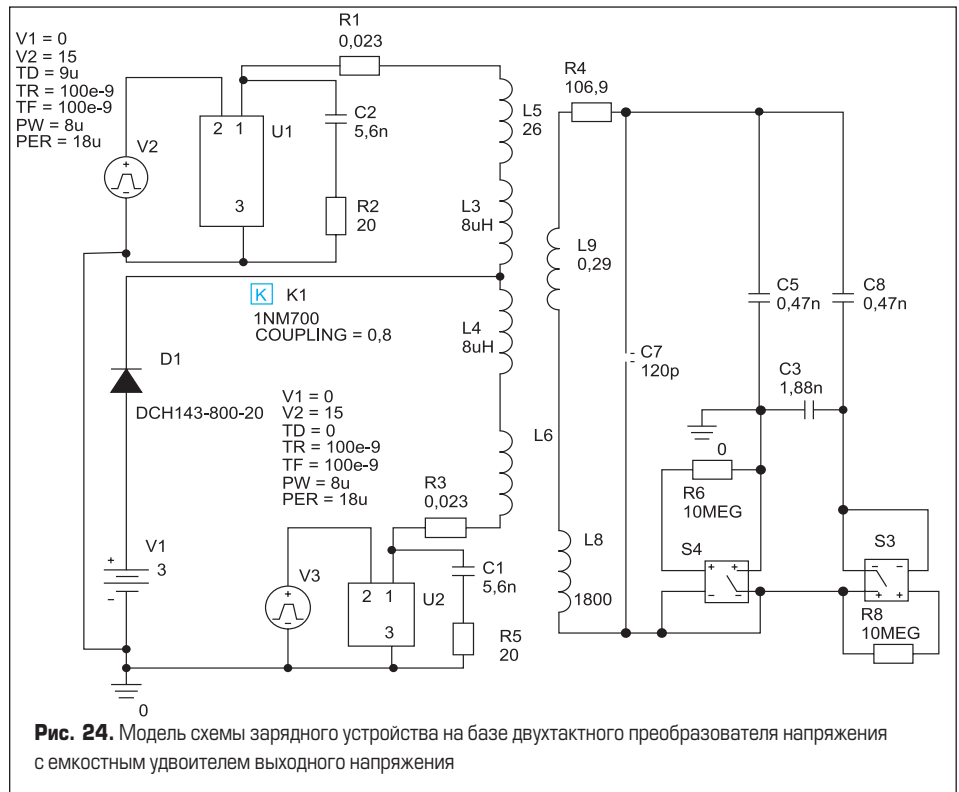 R1
0,023
V1 = 0
V2 = 15
TD = 9u
TR = 100e-9
TF = 100e-9
PW = 8u
PER = 18u
V2
+
−
2 1
U1
3
C2
5,6n
R2
20
L5
26
L3
8uH
R4
106,9
L9
0,29
C5
0,47n
C8
0,47n
K K1
1NM700
COUPLING = 0,8
L4
8uH
C7
120p
C3
1,88n
D1
DCH143-800-20
V1 = 0
V2 = 15
TD = 0
TR = 100e-9
TF = 100e-9
PW = 8u
PER = 18u
L6
0
R6
10MEG
R3
0,023
S4
+ +
− −
S3
− −
+ +
V1
+
3
−
V3
+
−
2 1
U2
3
C1
5,6n
L8
1800
R8
10MEG
R5
20
0
Рис. 24. Модель схемы зарядного устройства на базе двухтактного преобразователя напряжения
с емкостным удвоителем выходного напряжения